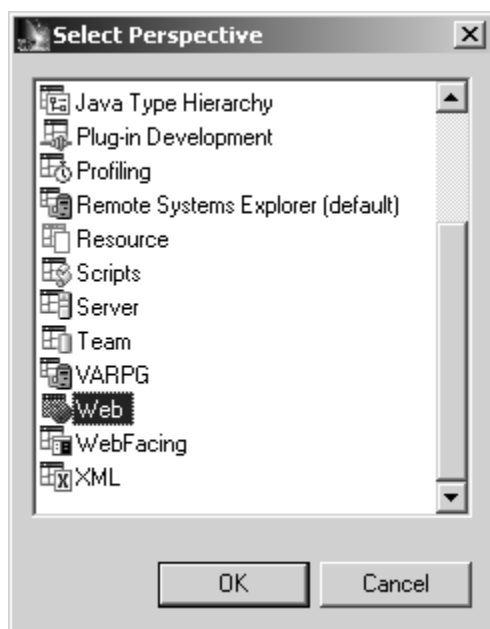 Select Perspective
Java Type Hierarchy
Plug-in Development
Profiling
Remote Systems Explorer (default)
Resource
Scripts
Server
Team
VARPG
Web
WebFacing
XML
OK Cancel